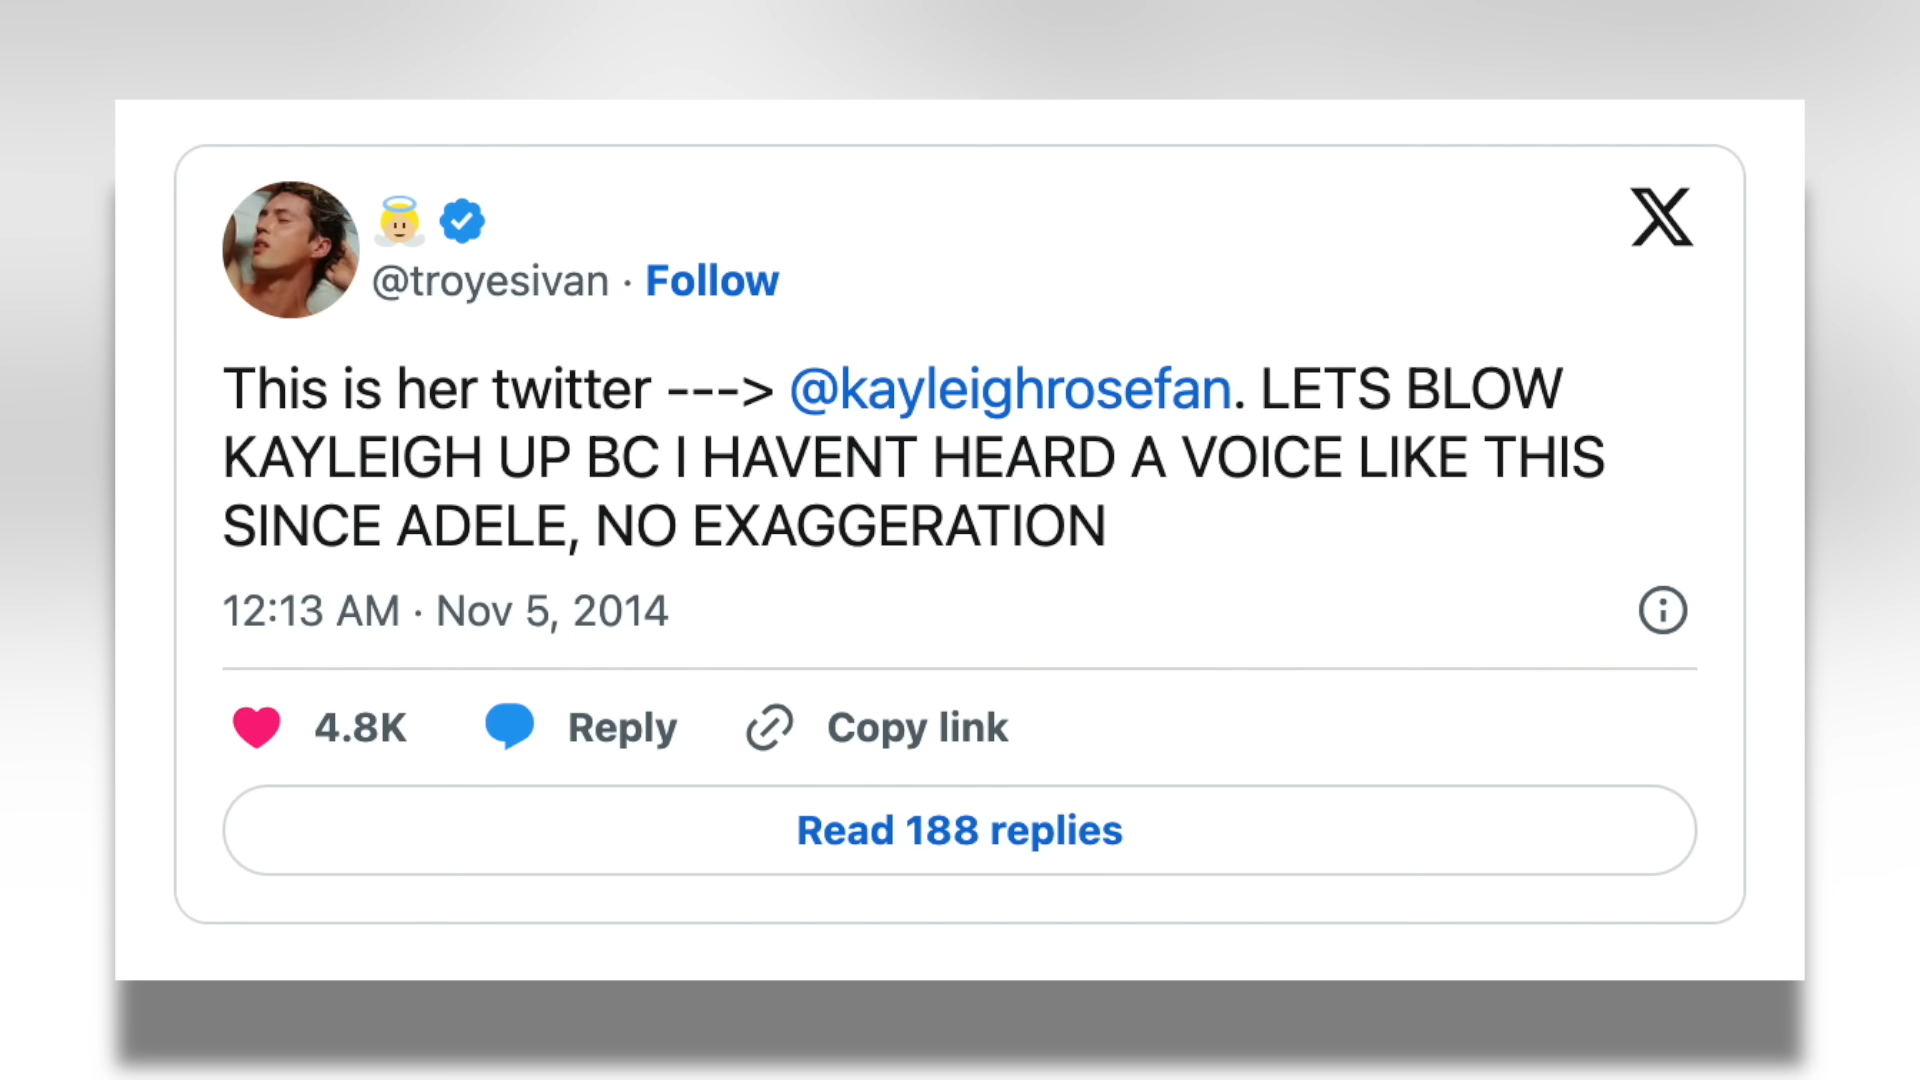 @troyesivan · Follow
This is her twitter ---> @kayleighrosefan. LETS BLOW
KAYLEIGH UP BC I HAVENT HEARD A VOICE LIKE THIS
SINCE ADELE, NO EXAGGERATION
12:13 AM · Nov 5, 2014
4.8K Reply Copy link
Read 188 replies